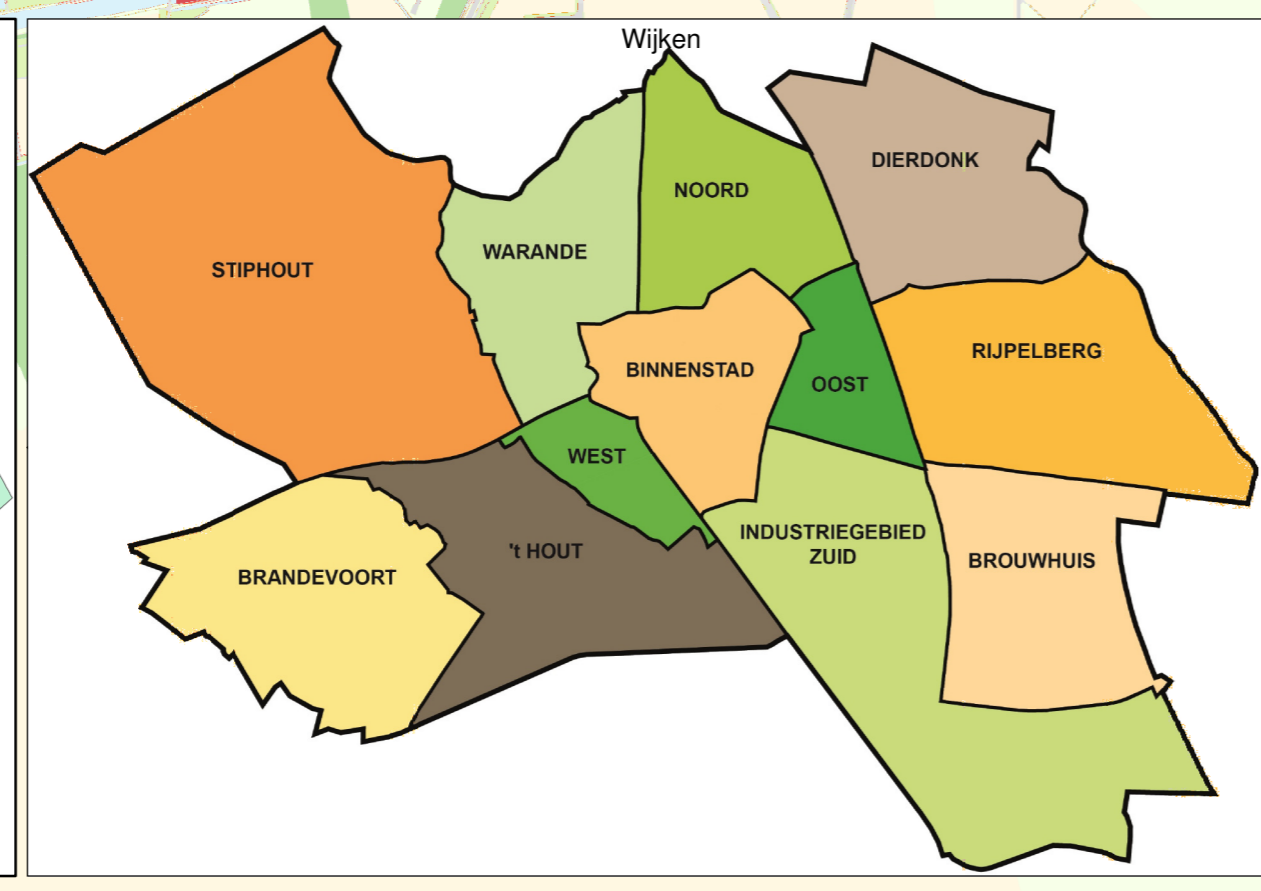 Wijken
DIERDONK
NOORD
WARANDE
STIPHOUT
RIJPELBERG
BINNENSTAD
OOST
WEST
INDUSTRIEGEBIED
ZUID
't HOUT
BROUWHUIS
BRANDEVOORT